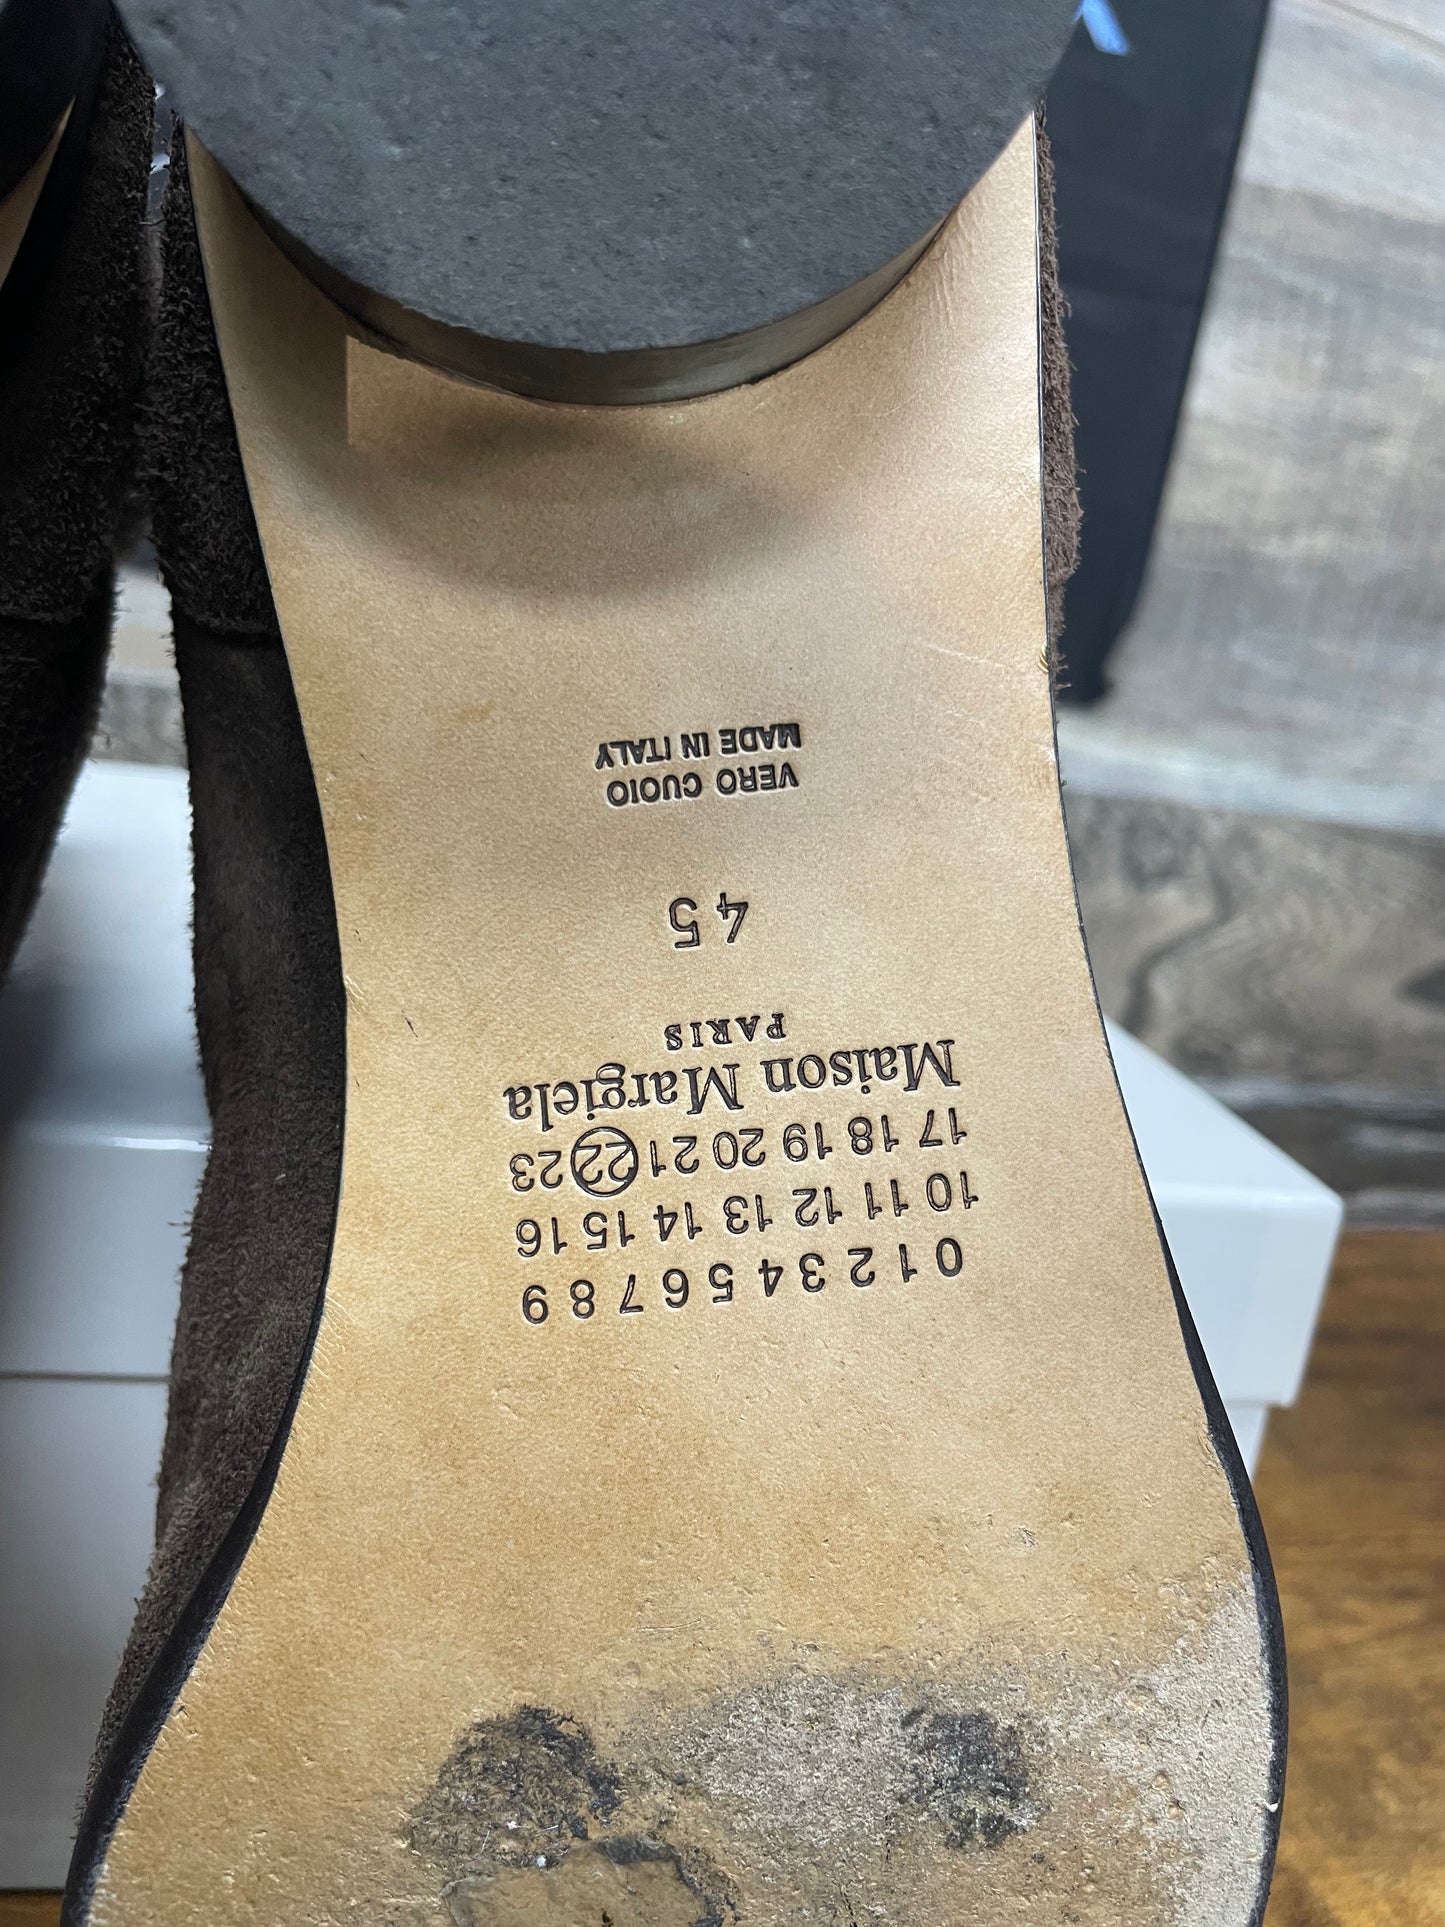 0 1 2 3 4 5 6 7 8 9
10 11 12 13 14 15 16
17 18 19 20 21 22 23
Maison Margiela
PARIS
45
VERO CUOIO
MADE IN ITALY